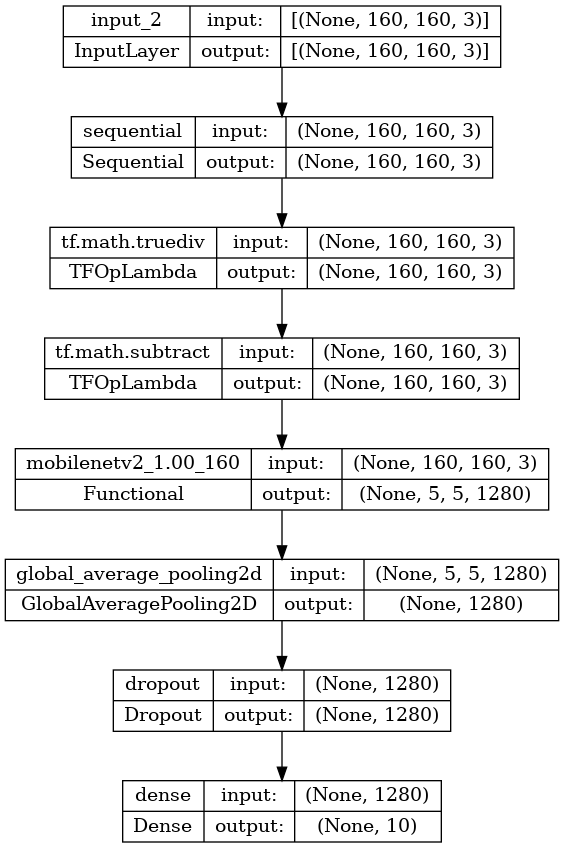 input_2 input: [(None, 160, 160, 3)]
InputLayer output: [(None, 160, 160, 3)]
sequential input: (None, 160, 160, 3)
Sequential output: (None, 160, 160, 3)
tf.math.truediv input: (None, 160, 160, 3)
TFOpLambda output: (None, 160, 160, 3)
tf.math.subtract input: (None, 160, 160, 3)
TFOpLambda output: (None, 160, 160, 3)
mobilenetv2_1.00_160 input: (None, 160, 160, 3)
Functional output: (None, 5, 5, 1280)
global_average_pooling2d input: (None, 5, 5, 1280)
GlobalAveragePooling2D output: (None, 1280)
dropout input: (None, 1280)
Dropout output: (None, 1280)
dense input: (None, 1280)
Dense output: (None, 10)